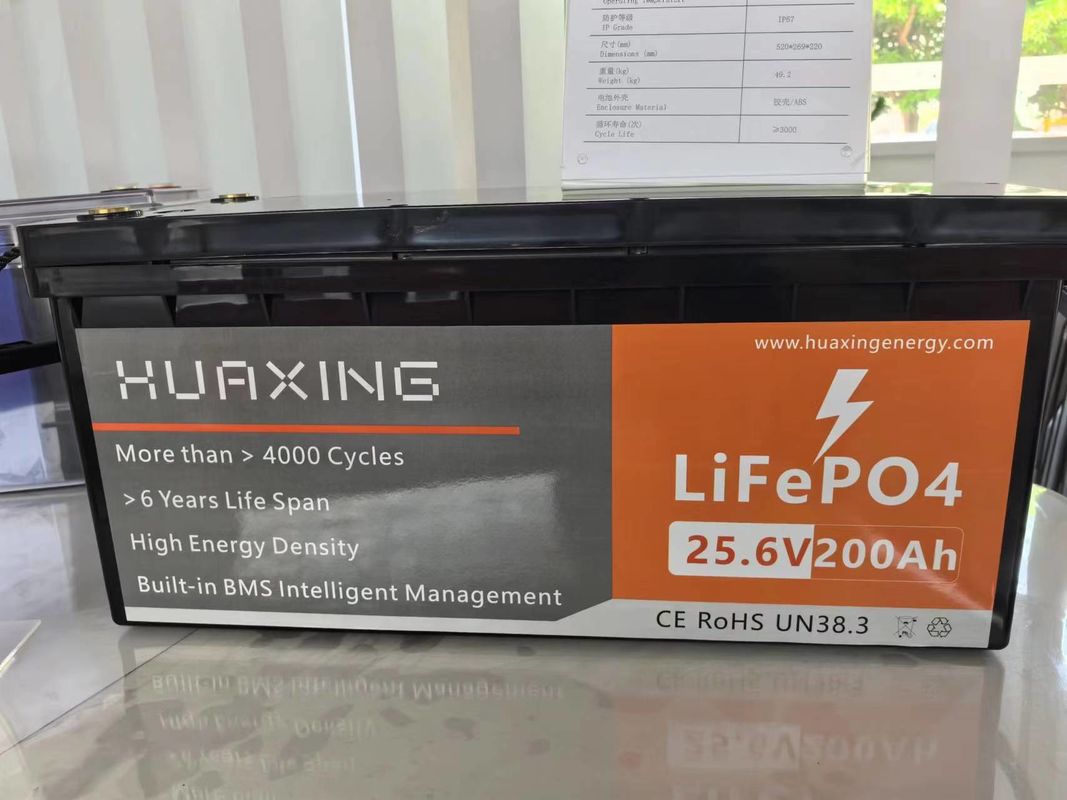 防护等级
IP Grade
IP67
尺寸(mm)
Dimensions (mm)
520*269*220
重量(kg)
Weight (kg)
49.2
电池外壳
Enclosure Material
胶壳/ABS
循环寿命(次)
Cycle Life
≥3000
www.huaxingenergy.com
HUAXING
More than > 4000 Cycles
>6 Years Life Span
High Energy Density
Built-in BMS Intelligent Management
LiFePO4
25.6V200Ah
CE RoHS UN38.3